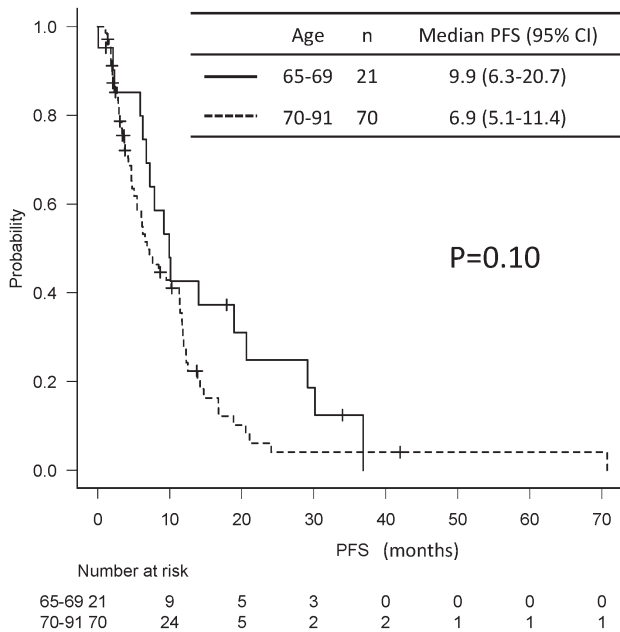 Age n Median PFS (95% CI)
65-69 21 9.9 (6.3-20.7)
70-91 70 6.9 (5.1-11.4)
P=0.10
Probability
1.0
0.8
0.6
0.4
0.2
0.0
0 10 20 30 40 50 60 70
PFS (months)
Number at risk
65-69 21 9 5 3 0 0 0 0
70-91 70 24 5 2 2 1 1 1